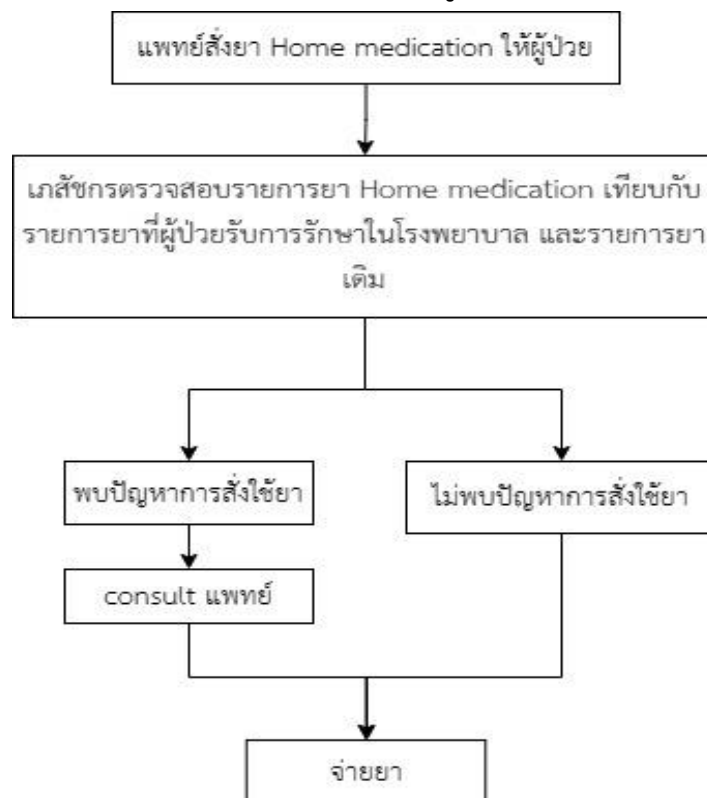 แพทย์สั่งยา Home medication ให้ผู้ป่วย
เภสัชกรตรวจสอบรายการยา Home medication เทียบกับ
รายการยาที่ผู้ป่วยรับการรักษาในโรงพยาบาล และรายการยา
เดิม
พบปัญหาการสั่งใช้ยา
ไม่พบปัญหาการสั่งใช้ยา
consult แพทย์
จ่ายยา